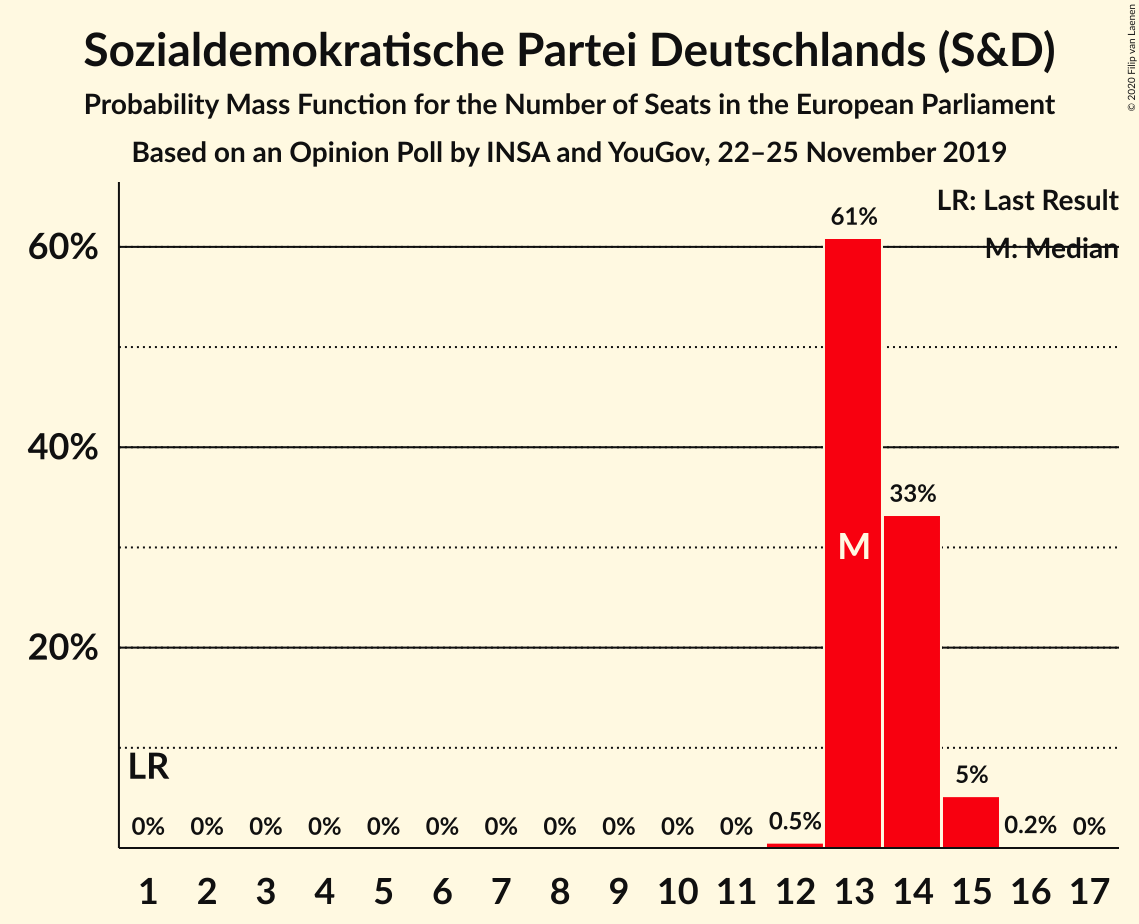 Sozialdemokratische Partei Deutschlands (S&D)
Probability Mass Function for the Number of Seats in the European Parliament
Based on an Opinion Poll by INSA and YouGov, 22–25 November 2019
© 2020 Filip van Laenen
LR: Last Result
M: Median
61%
60%
40%
33%
M
20%
LR
5%
0% 0% 0% 0% 0% 0% 0% 0% 0% 0% 0% 0.5% 0.2% 0%
1 2 3 4 5 6 7 8 9 10 11 12 13 14 15 16 17